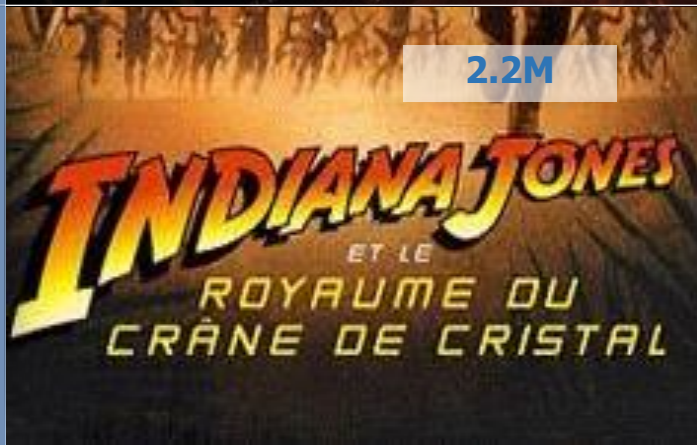 2.2M
INDIANA JONES
ET LE
ROYAUME DU
CRÂNE DE CRISTAL